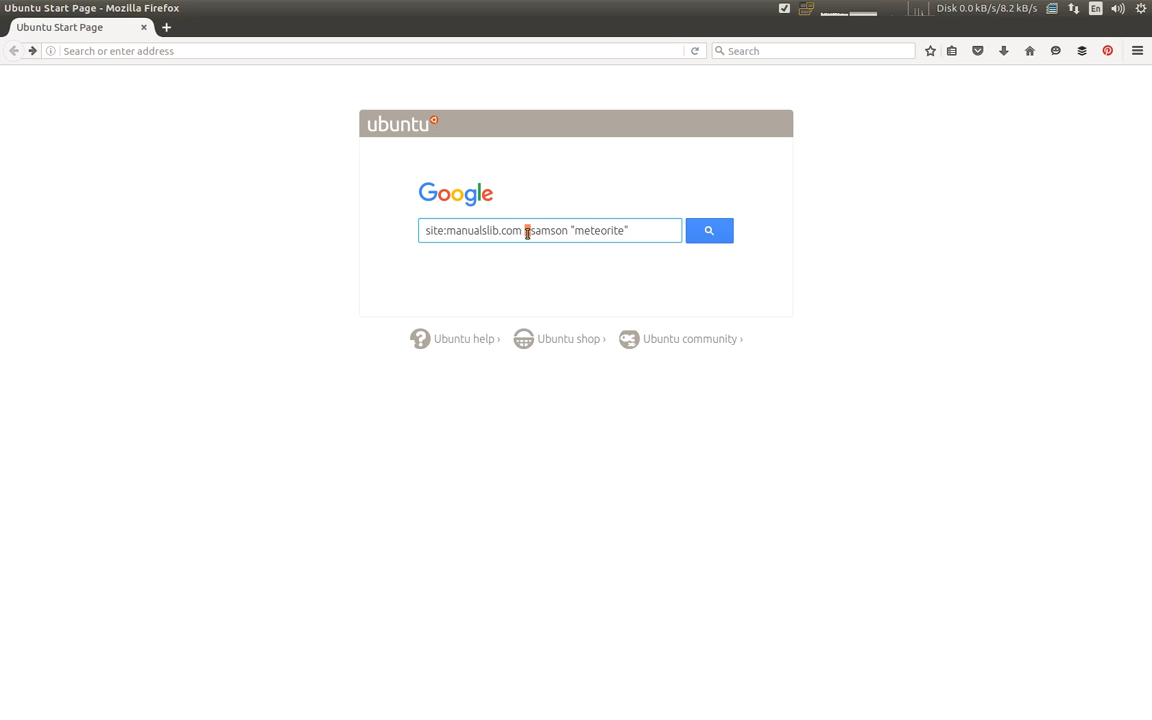 Ubuntu Start Page - Mozilla Firefox
Disk 0.0 kB/s/8.2 kB/s
En
Ubuntu Start Page
Search or enter address
Search
ubuntu
Google
site:manualslib.com samson "meteorite"
Ubuntu help ›
Ubuntu shop ›
Ubuntu community ›